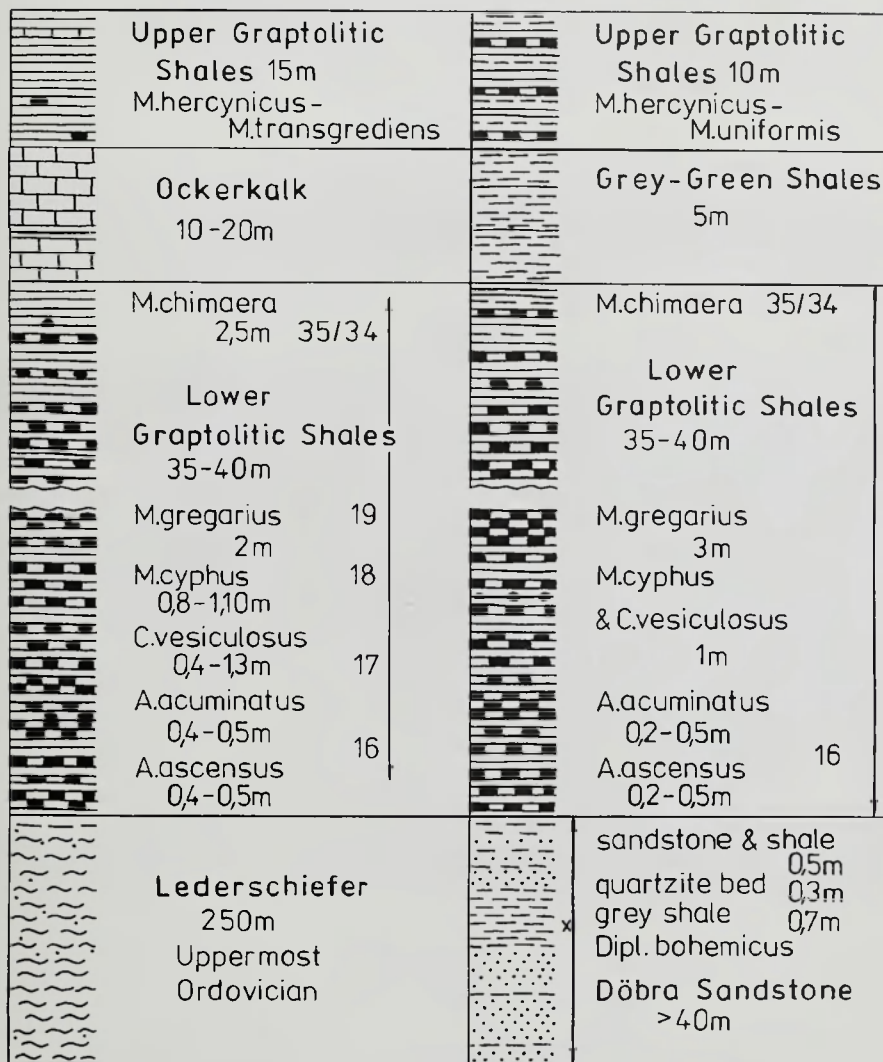 Upper Graptolitic
Shales 15m
M.hercynicus-
M.transgrediens
Ockerkalk
10-20m
M.chimaera
2,5m 35/34
Lower
Graptolitic Shales
35-40m
M.gregarius 19
2m
M.cyphus 18
0,8-1,10m
C.vesiculosus
0,4-1,3m 17
A.acuminatus
0,4-0,5m
16
A.ascensus
0,4-0,5m
Lederschiefer
250m
Uppermost
Ordovician
Upper Graptolitic
Shales 10m
M.hercynicus-
M.uniformis
Grey-Green Shales
5m
M.chimaera 35/34
Lower
Graptolitic Shales
35-40m
M.gregarius
3m
M.cyphus
& C.vesiculosus
1m
A.acuminatus
0,2-0,5m
16
A.ascensus
0,2-0,5m
sandstone & shale
0,5m
quartzite bed 0,3m
grey shale 0,7m
x
Dipl. bohemicus
Döbra Sandstone
>40m